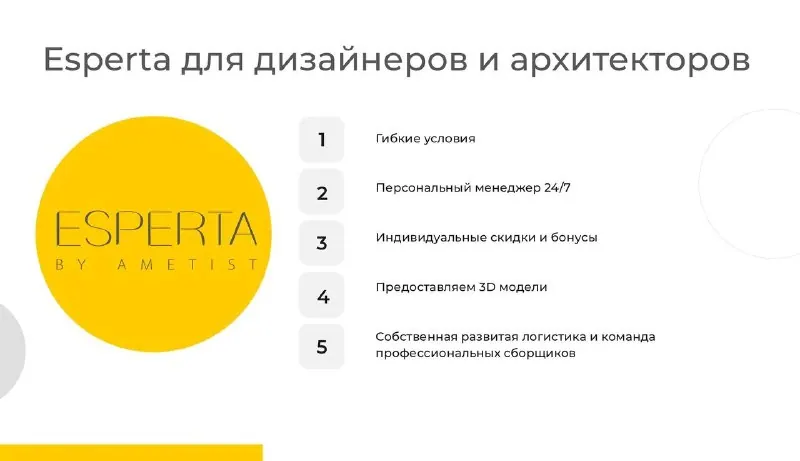 Esperta для дизайнеров и архитекторов
ESPERTA
BY AMETIST
1
Гибкие условия
2
Персональный менеджер 24/7
3
Индивидуальные скидки и бонусы
4
Предоставляем 3D модели
5
Собственная развитая логистика и команда
профессиональных сборщиков